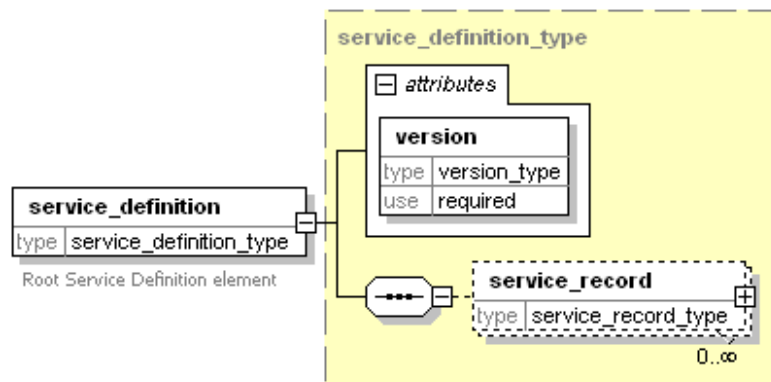 service_definition_type
attributes
version
type version_type
use required
service_definition
type service_definition_type
Root Service Definition element
service_record
type service_record_type
0..∞